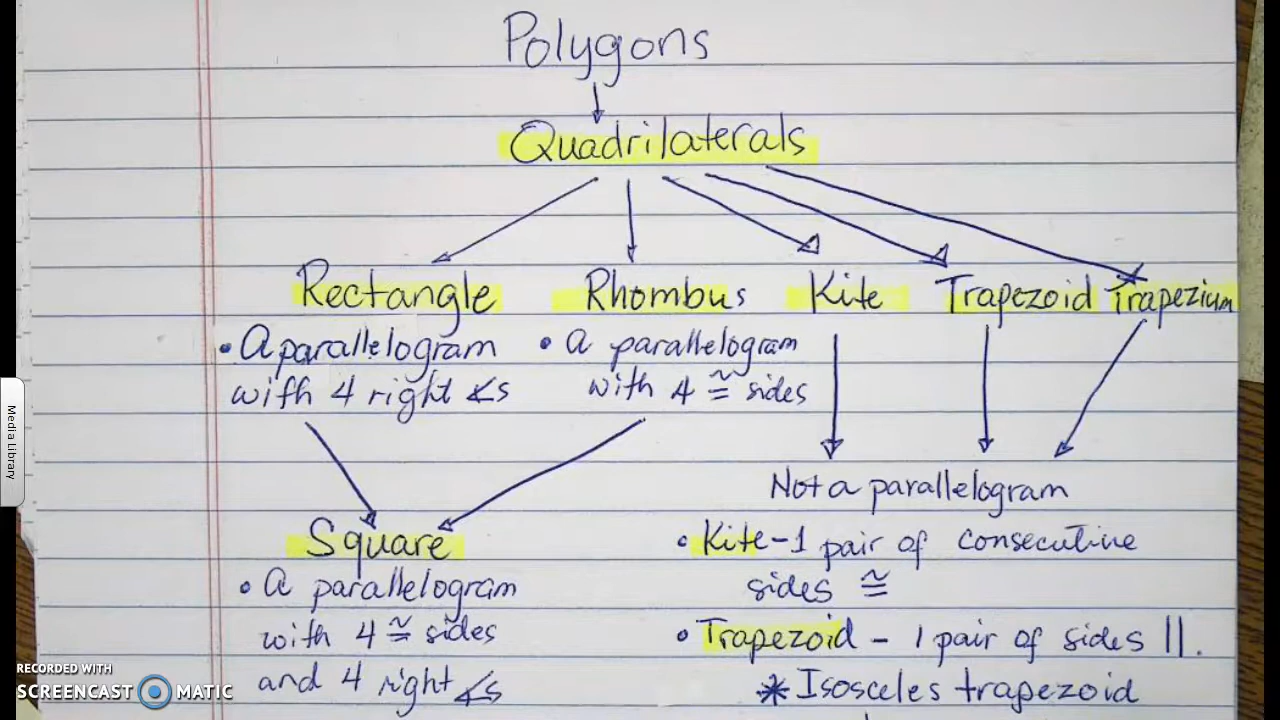 Polygons
Quadrilaterals
Rectangle Rhombus Kite Trapezoid Trapezium
• A parallelogram
with 4 right ∡s
• A parallelogram
with 4 ≅ sides
Not a parallelogram
Square
• A parallelogram
with 4 ≅ sides
and 4 right ∡s
• Kite - 1 pair of consecutive
sides ≅
• Trapezoid - 1 pair of sides ||.
* Isosceles trapezoid
Media Library
RECORDED WITH
SCREENCAST MATIC